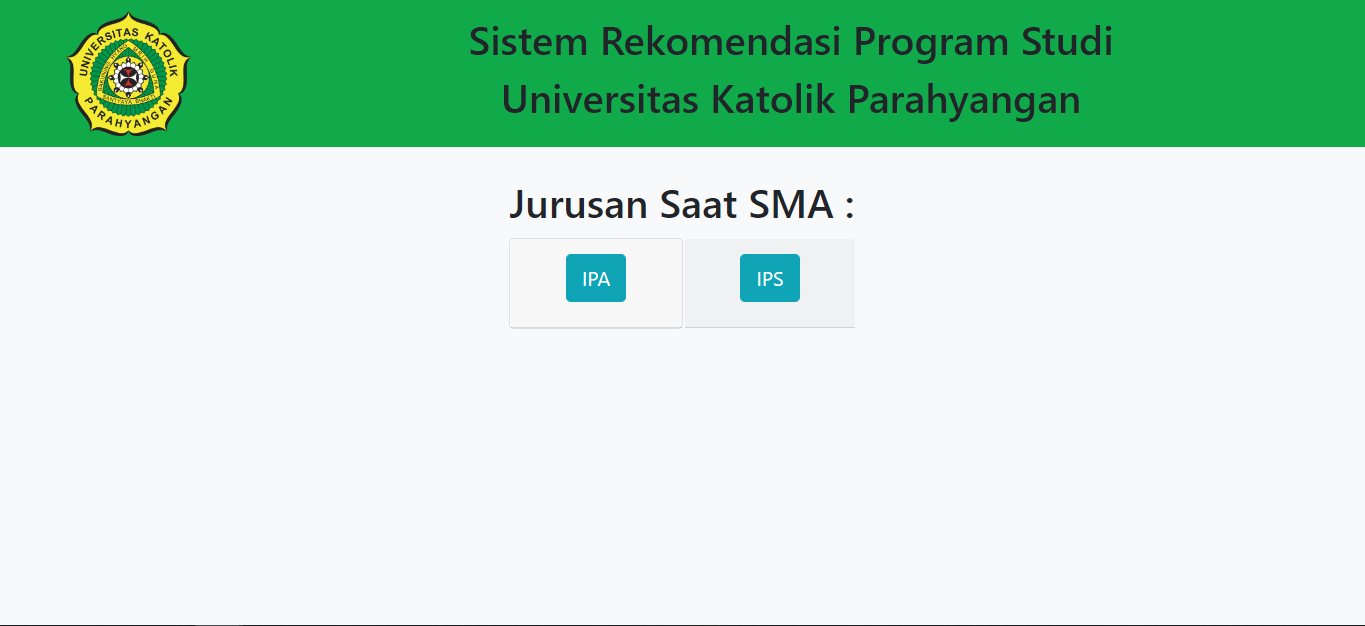 UNIVERSITAS KATOLIK
PARAHYANGAN
Sistem Rekomendasi Program Studi
Universitas Katolik Parahyangan
Jurusan Saat SMA :
IPA
IPS